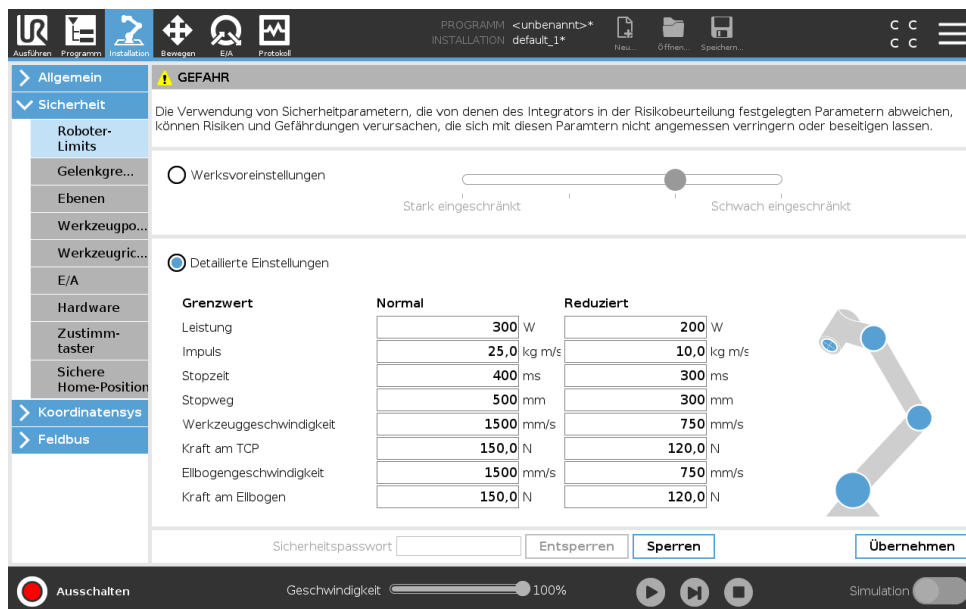 UR
PROGRAMM <unbenannt>*
INSTALLATION default_1*
C C
C C
Ausführen Programm Installation Bewegen E/A Protokoll Neu... Öffnen... Speichern...
Allgemein
Sicherheit
Roboter-
Limits
Gelenkgre...
Ebenen
Werkzeugpo...
Werkzeugric...
E/A
Hardware
Zustimm-
taster
Sichere
Home-Position
Koordinatensys
Feldbus
GEFAHR
Die Verwendung von Sicherheitparametern, die von denen des Integrators in der Risikobeurteilung festgelegten Parametern abweichen,
können Risiken und Gefährdungen verursachen, die sich mit diesen Paramtern nicht angemessen verringern oder beseitigen lassen.
Werksvoreinstellungen
Stark eingeschränkt Schwach eingeschränkt
Detailierte Einstellungen
Grenzwert Normal Reduziert
Leistung 300 W 200 W
Impuls 25,0 kg m/s 10,0 kg m/s
Stopzeit 400 ms 300 ms
Stopweg 500 mm 300 mm
Werkzeuggeschwindigkeit 1500 mm/s 750 mm/s
Kraft am TCP 150,0 N 120,0 N
Ellbogengeschwindigkeit 1500 mm/s 750 mm/s
Kraft am Ellbogen 150,0 N 120,0 N
Sicherheitspasswort Entsperren Sperren Übernehmen
Ausschalten Geschwindigkeit 100% Simulation